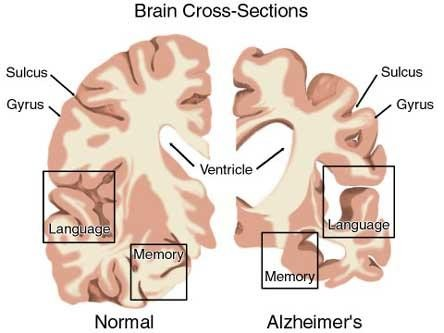 Brain Cross-Sections
Sulcus
Gyrus
Sulcus
Gyrus
Ventricle
Language
Memory
Language
Memory
Normal
Alzheimer's